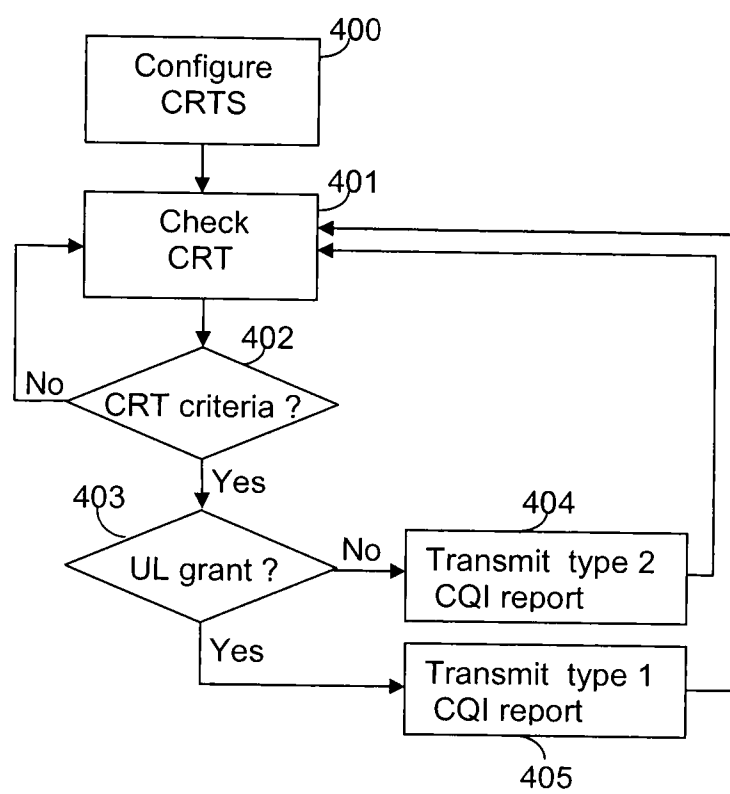 400
Configure
CRTS
401
Check
CRT
402
No
CRT criteria ?
Yes
403
UL grant ?
No
404
Transmit type 2
CQI report
Yes
Transmit type 1
CQI report
405